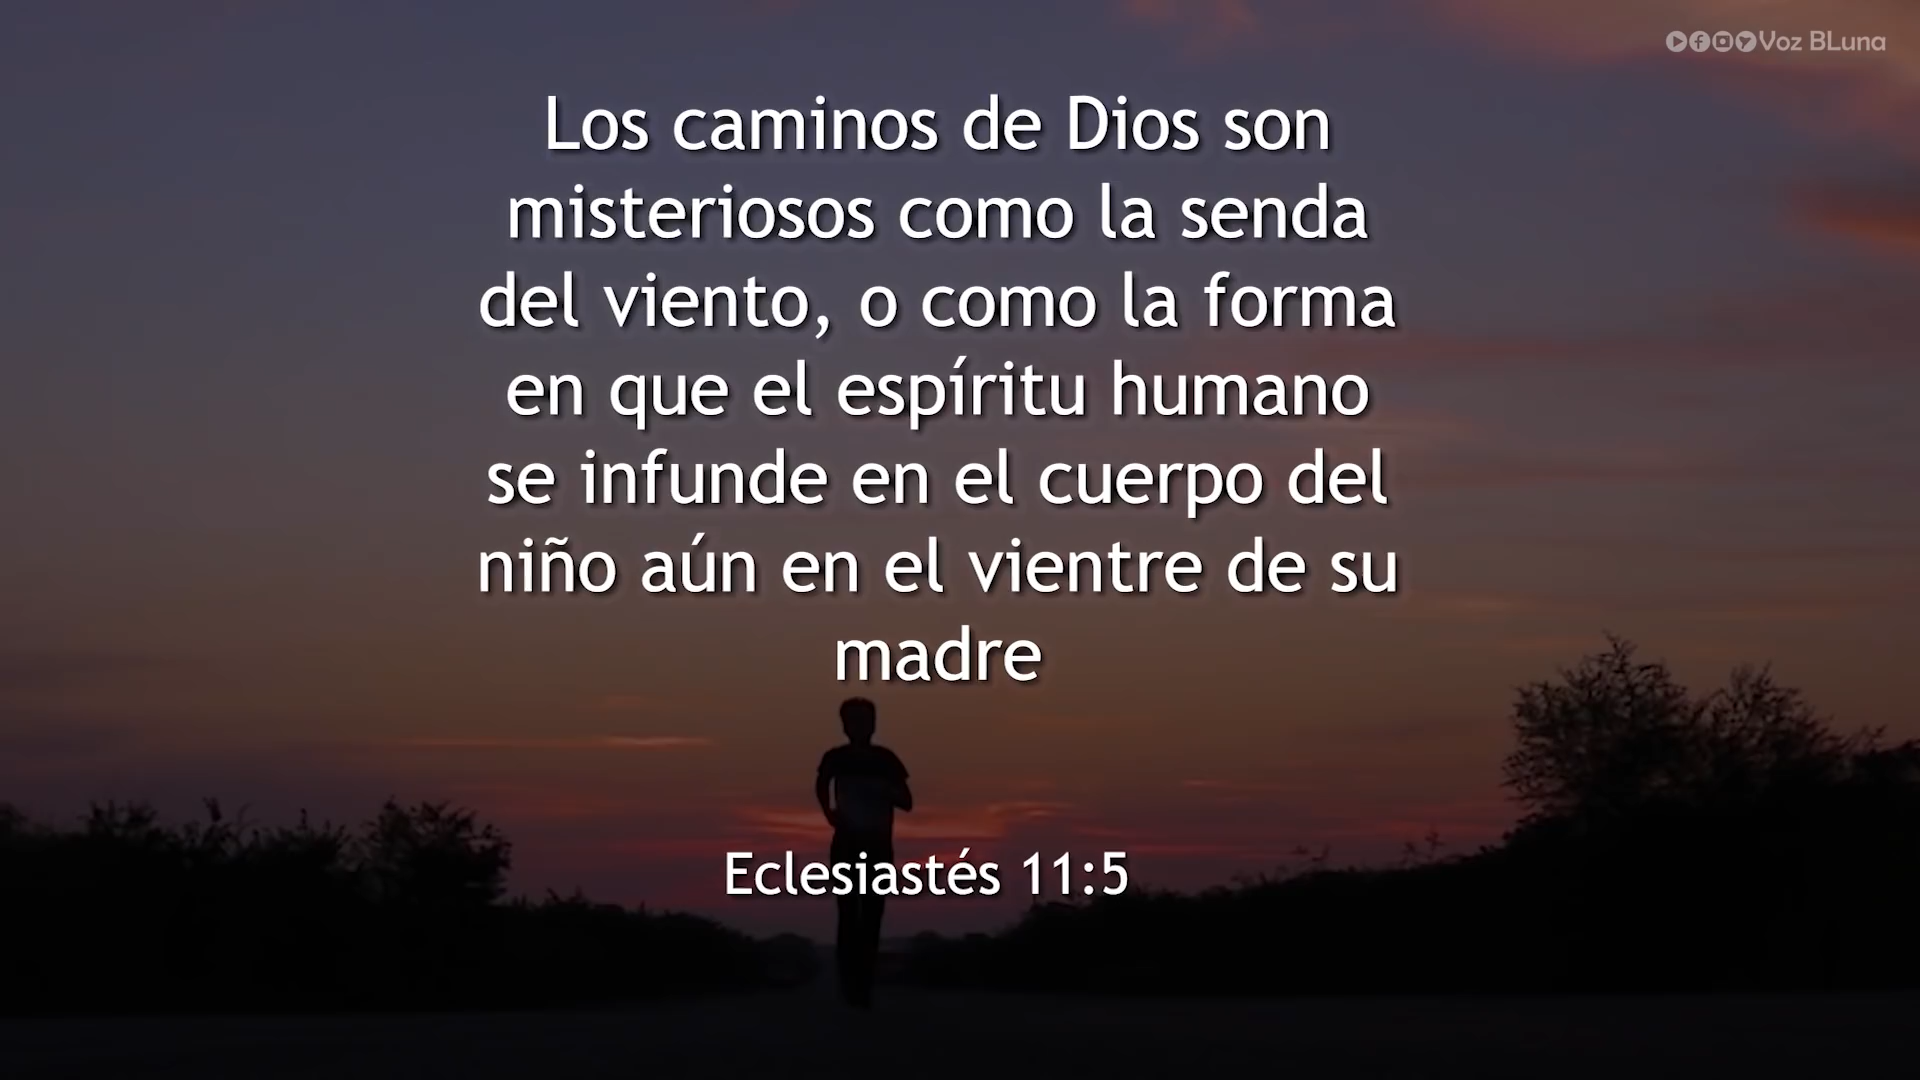 Voz BLuna
Los caminos de Dios son
misteriosos como la senda
del viento, o como la forma
en que el espíritu humano
se infunde en el cuerpo del
niño aún en el vientre de su
madre
Eclesiastés 11:5